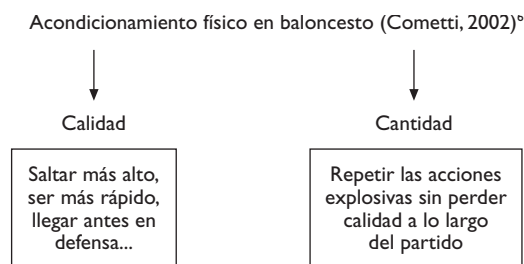 Acondicionamiento físico en baloncesto (Cometti, 2002)°
Calidad
Cantidad
Saltar más alto,
ser más rápido,
llegar antes en
defensa...
Repetir las acciones
explosivas sin perder
calidad a lo largo
del partido